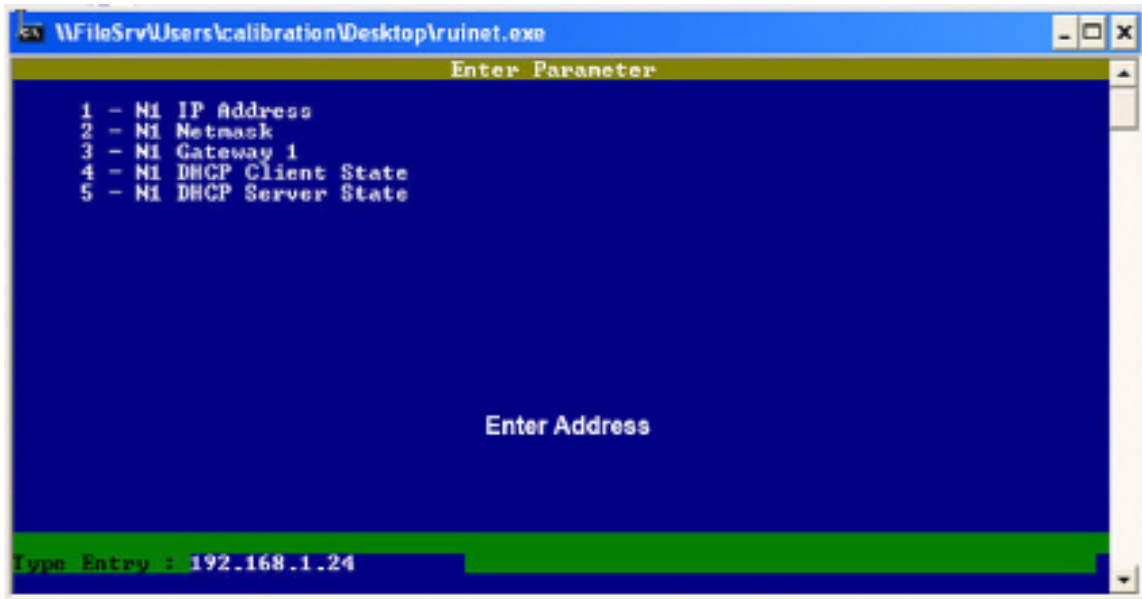 \\FileSrv\Users\calibration\Desktop\ruinet.exe
Enter Parameter
1 - N1 IP Address
2 - N1 Netmask
3 - N1 Gateway 1
4 - N1 DHCP Client State
5 - N1 DHCP Server State
Enter Address
Type Entry : 192.168.1.24